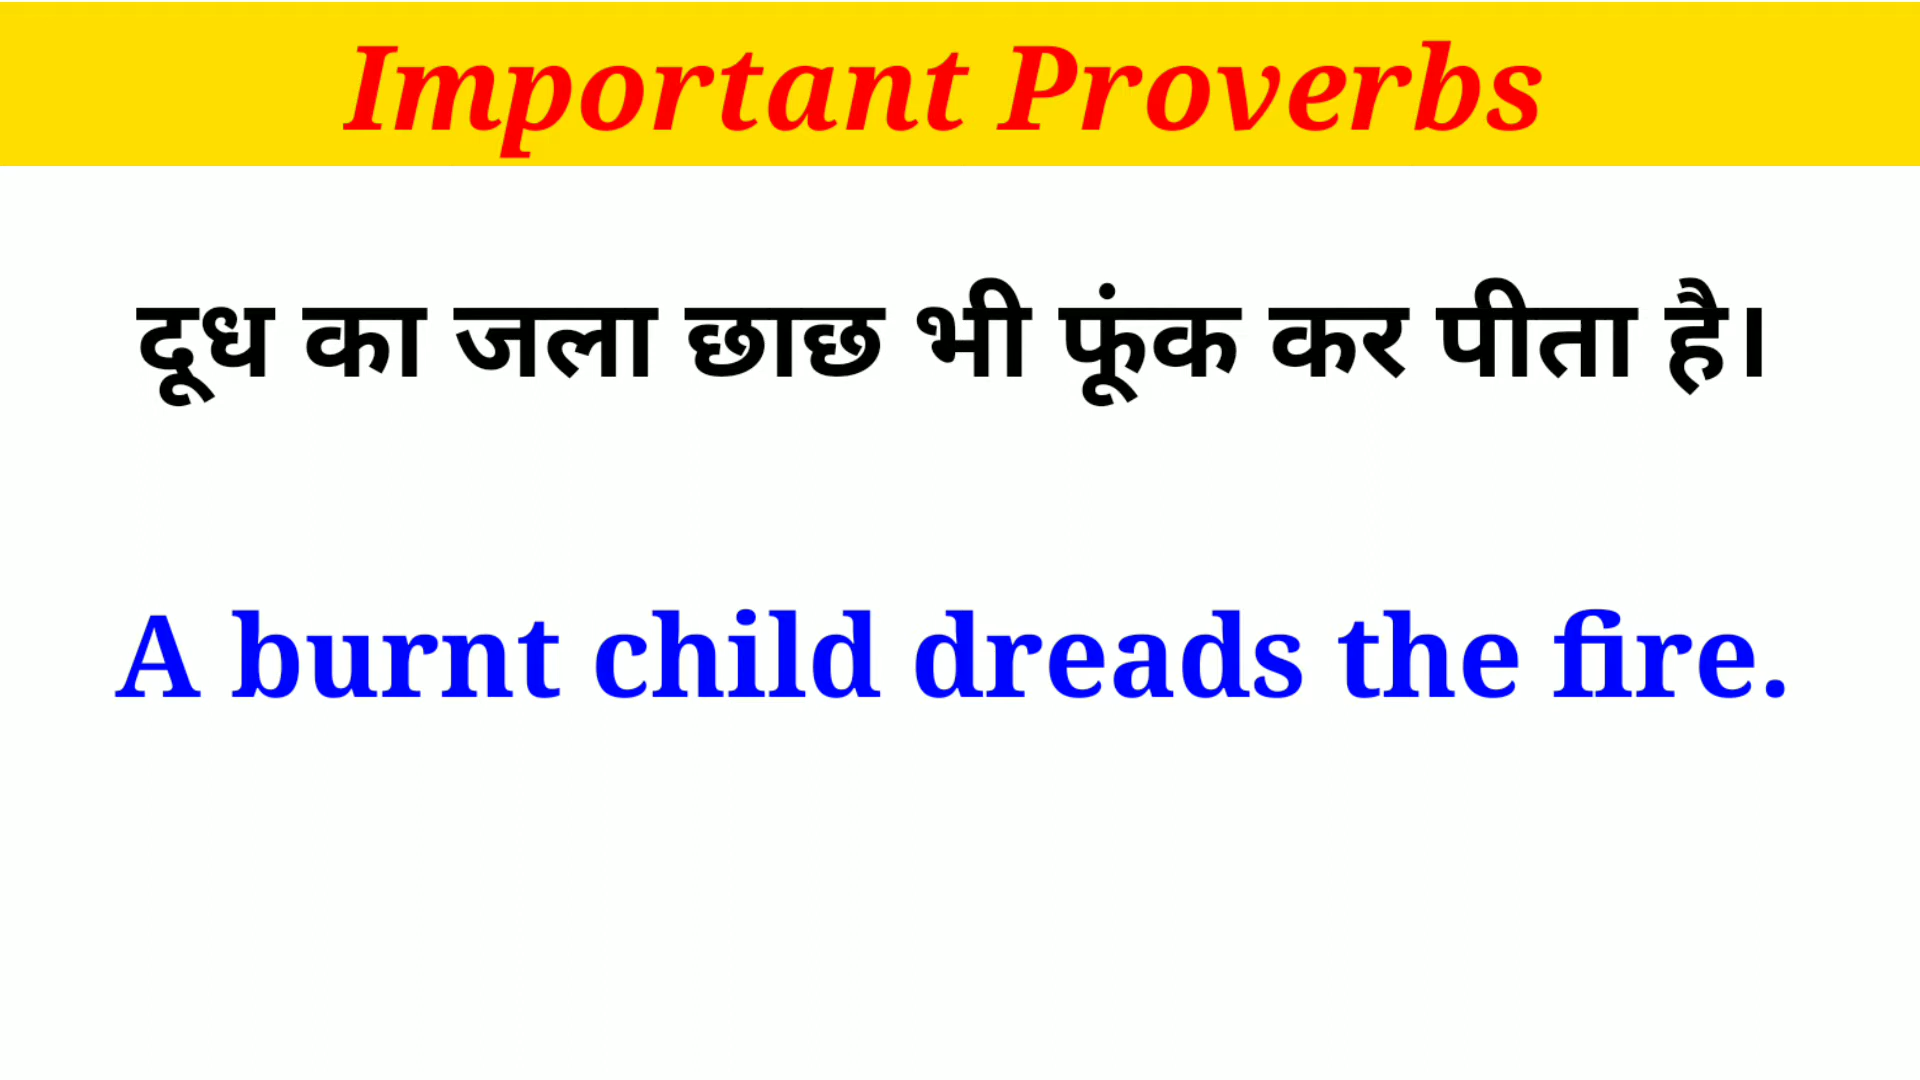 Important Proverbs
दूध का जला छाछ भी फूंक कर पीता है।
A burnt child dreads the fire.